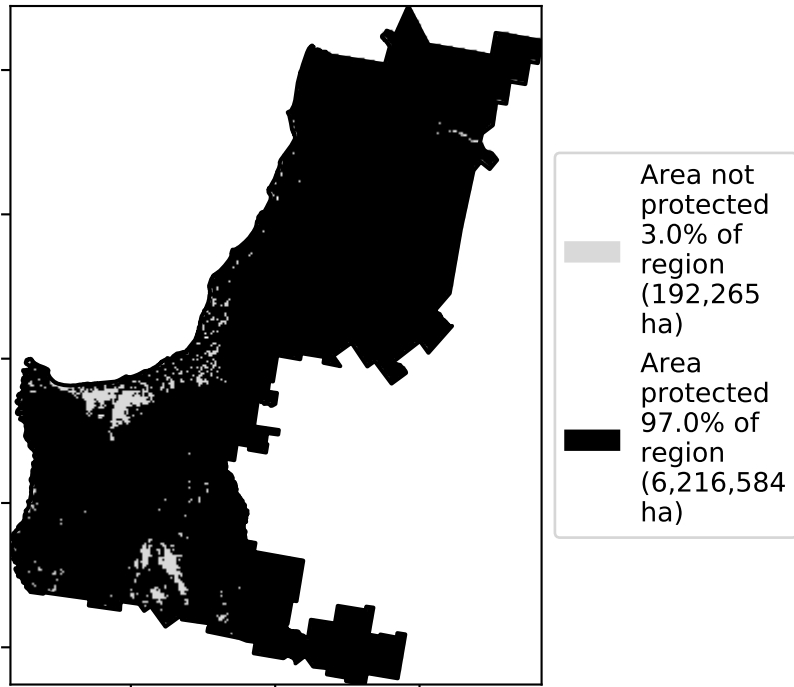 Area not
protected
3.0% of
region
(192,265
ha)
Area
protected
97.0% of
region
(6,216,584
ha)